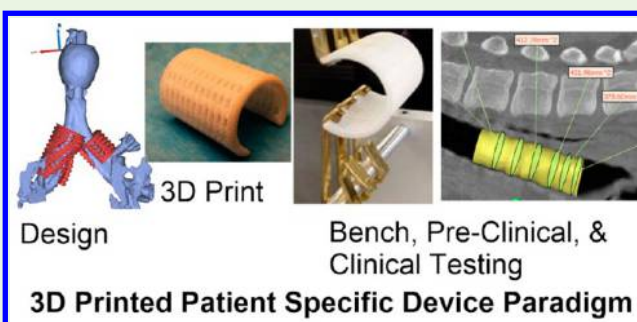 Design
3D Print
Bench, Pre-Clinical, &
Clinical Testing
3D Printed Patient Specific Device Paradigm